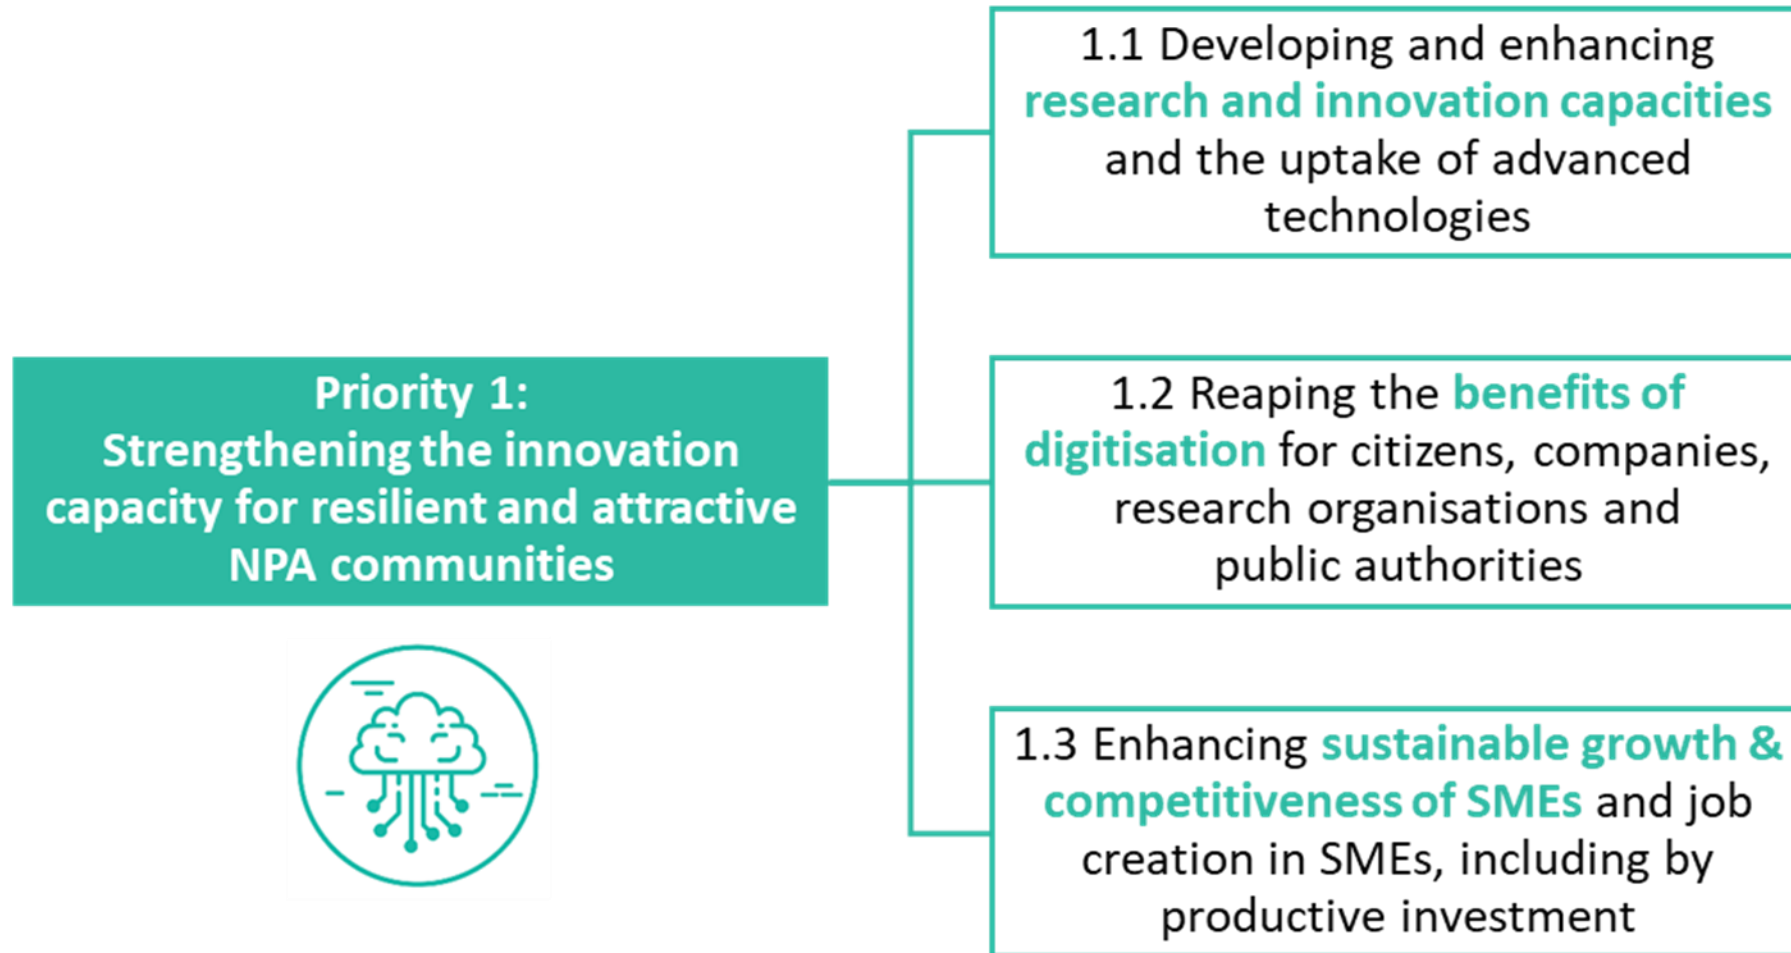 Priority 1:
Strengthening the innovation
capacity for resilient and attractive
NPA communities
1.1 Developing and enhancing
research and innovation capacities
and the uptake of advanced
technologies
1.2 Reaping the benefits of
digitisation for citizens, companies,
research organisations and
public authorities
1.3 Enhancing sustainable growth &
competitiveness of SMEs and job
creation in SMEs, including by
productive investment